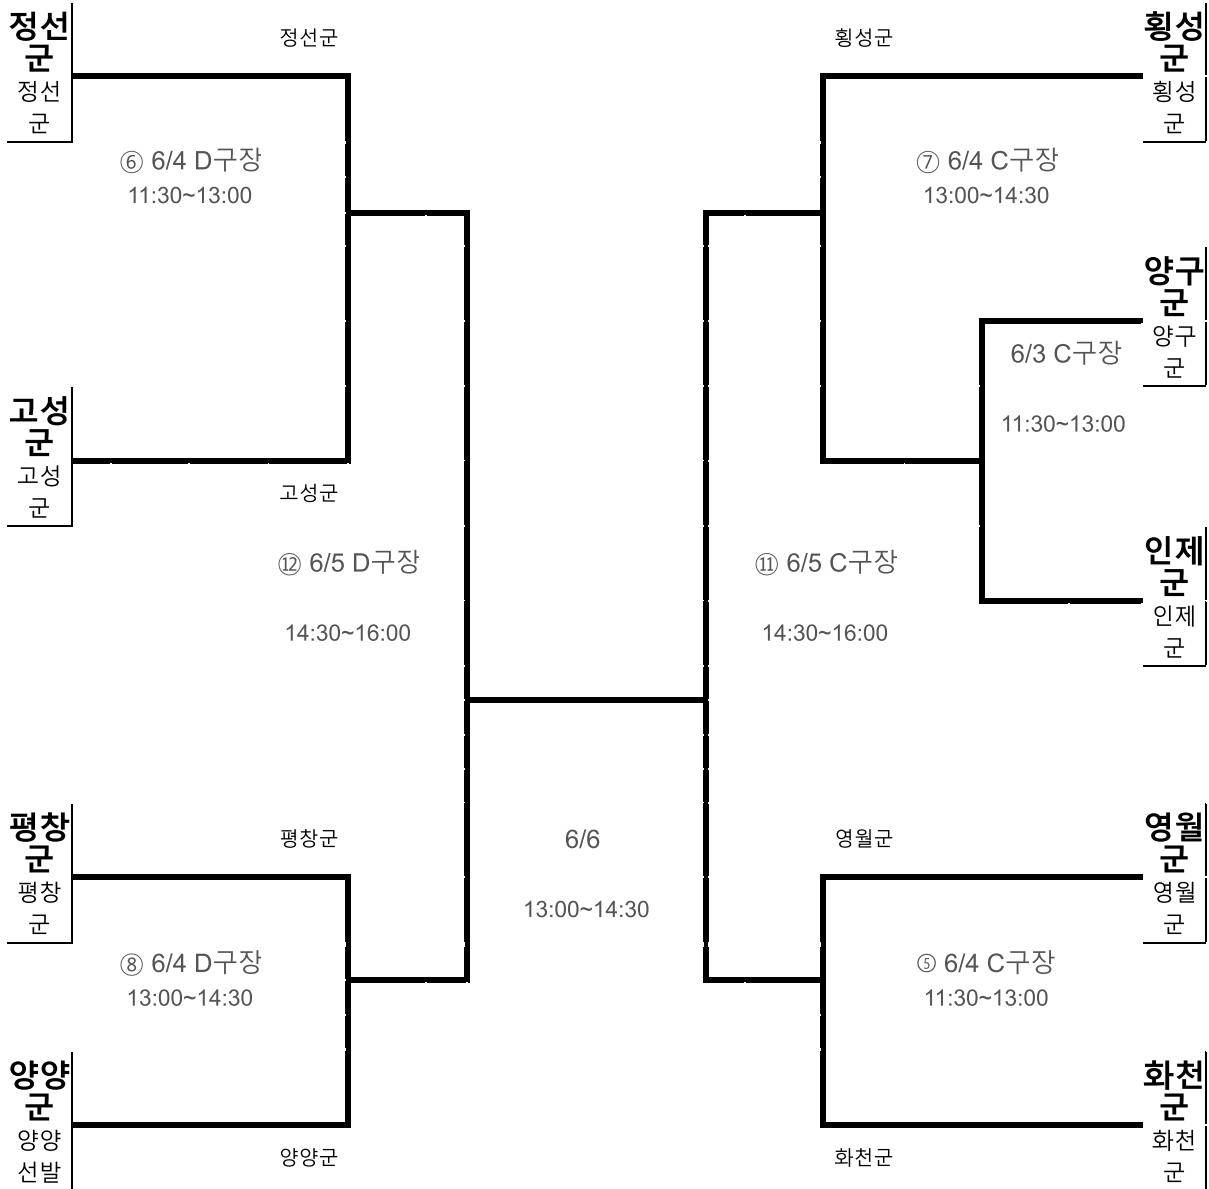 정선
군
정선
군
정선군
⑥ 6/4 D구장
11:30~13:00
고성
군
고성
군
고성군
⑫ 6/5 D구장
14:30~16:00
평창
군
평창
군
평창군
⑧ 6/4 D구장
13:00~14:30
양양
군
양양
선발
양양군
6/6
13:00~14:30
횡성군
횡성
군
횡성
군
⑦ 6/4 C구장
13:00~14:30
양구
군
양구
군
6/3 C구장
11:30~13:00
인제
군
인제
군
⑪ 6/5 C구장
14:30~16:00
영월군
영월
군
영월
군
⑤ 6/4 C구장
11:30~13:00
화천
군
화천
군
화천군